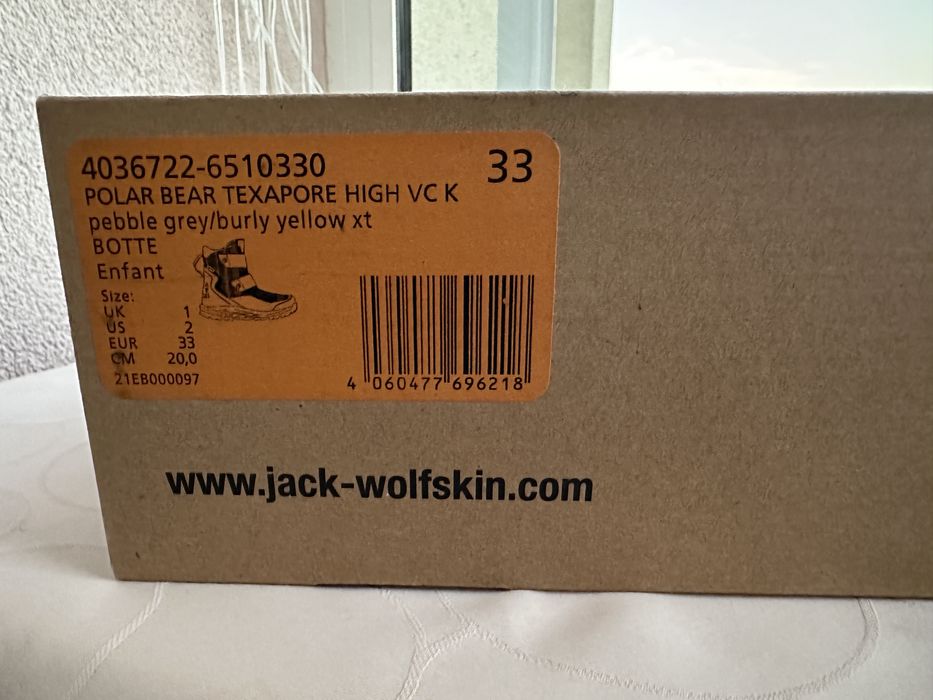 4036722-6510330 33
POLAR BEAR TEXAPORE HIGH VC K
pebble grey/burly yellow xt
BOTTE
Enfant
Size:
UK 1
US 2
EUR 33
CM 20,0
21EB000097
4 060477 696218
www.jack-wolfskin.com